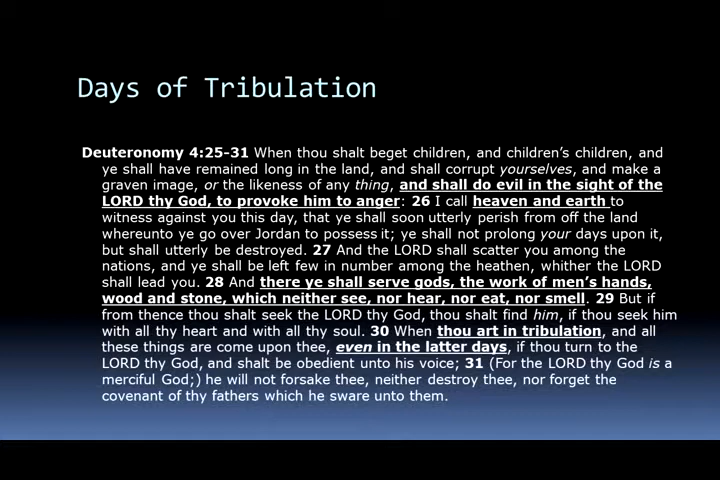 Days of Tribulation
Deuteronomy 4:25-31 When thou shalt beget children, and children's children, and
ye shall have remained long in the land, and shall corrupt yourselves, and make a
graven image, or the likeness of any thing, and shall do evil in the sight of the
LORD thy God, to provoke him to anger: 26 I call heaven and earth to
witness against you this day, that ye shall soon utterly perish from off the land
whereunto ye go over Jordan to possess it; ye shall not prolong your days upon it,
but shall utterly be destroyed. 27 And the LORD shall scatter you among the
nations, and ye shall be left few in number among the heathen, whither the LORD
shall lead you. 28 And there ye shall serve gods, the work of men's hands,
wood and stone, which neither see, nor hear, nor eat, nor smell. 29 But if
from thence thou shalt seek the LORD thy God, thou shalt find him, if thou seek him
with all thy heart and with all thy soul. 30 When thou art in tribulation, and all
these things are come upon thee, even in the latter days, if thou turn to the
LORD thy God, and shalt be obedient unto his voice; 31 (For the LORD thy God is a
merciful God;) he will not forsake thee, neither destroy thee, nor forget the
covenant of thy fathers which he sware unto them.